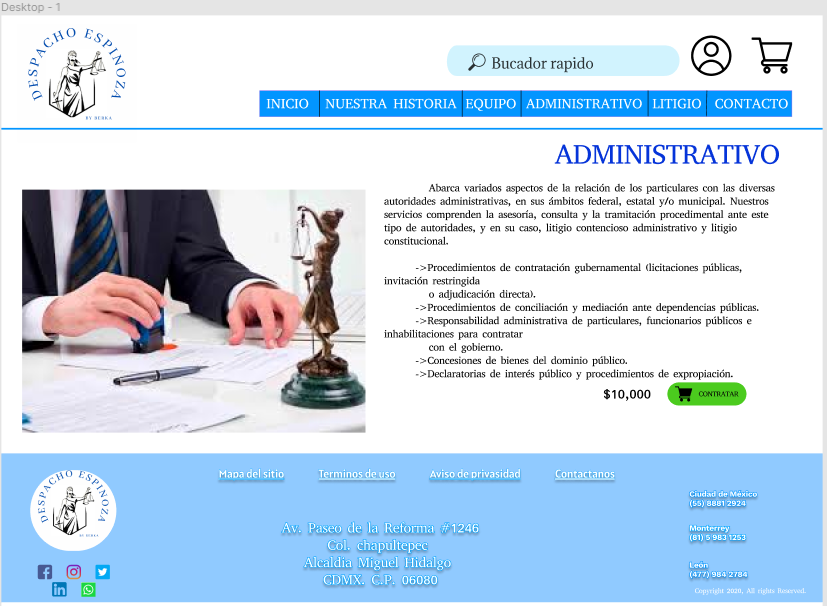 Desktop - 1
DESPACHO ESPINOZA
BY BERKA
Bucador rapido
INICIO
NUESTRA HISTORIA
EQUIPO
ADMINISTRATIVO
LITIGIO
CONTACTO
ADMINISTRATIVO
Abarca variados aspectos de la relación de los particulares con las diversas
autoridades administrativas, en sus ámbitos federal, estatal y/o municipal. Nuestros
servicios comprenden la asesoría, consulta y la tramitación procedimental ante este
tipo de autoridades, y en su caso, litigio contencioso administrativo y litigio
constitucional.
->Procedimientos de contratación gubernamental (licitaciones públicas,
invitación restringida
o adjudicación directa).
->Procedimientos de conciliación y mediación ante dependencias públicas.
->Responsabilidad administrativa de particulares, funcionarios públicos e
inhabilitaciones para contratar
con el gobierno.
->Concesiones de bienes del dominio público.
->Declaratorias de interés público y procedimientos de expropiación.
$10,000
CONTRATAR
DESPACHO ESPINOZA
BY BERKA
Mapa del sitio
Terminos de uso
Aviso de privasidad
Contactanos
Av. Paseo de la Reforma #1246
Col. chapultepec
Alcaldia Miguel Hidalgo
CDMX. C.P. 06080
Ciudad de México
(55) 8881 2924
Monterrey
(81) 5 983 1253
León
(477) 984 2784
Copyright 2020, All rights Reserved.